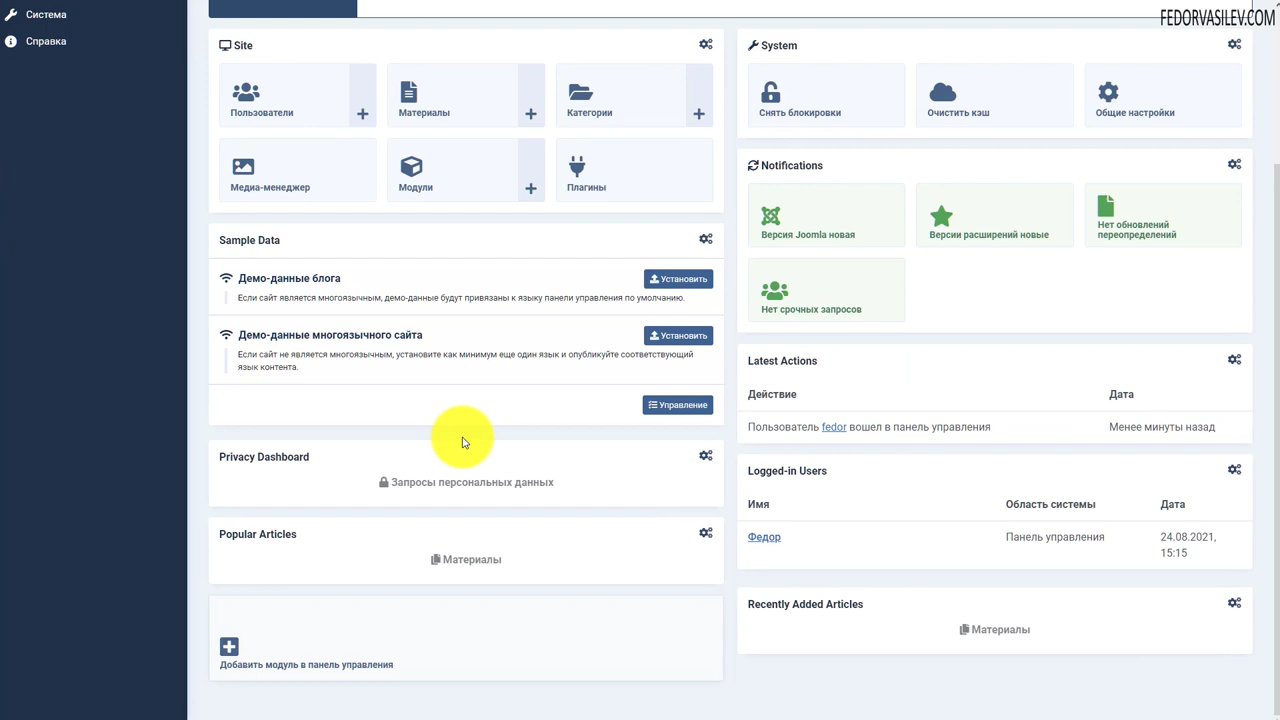 Система
Справка
FEDORVASILEV.COM
Site
Пользователи
Материалы
Категории
Медиа-менеджер
Модули
Плагины
Sample Data
Демо-данные блога
Установить
Если сайт является многоязычным, демо-данные будут привязаны к языку панели управления по умолчанию.
Демо-данные многоязычного сайта
Установить
Если сайт не является многоязычным, установите как минимум еще один язык и опубликуйте соответствующий
язык контента.
Управление
Privacy Dashboard
Запросы персональных данных
Popular Articles
Материалы
Добавить модуль в панель управления
System
Снять блокировки
Очистить кэш
Общие настройки
Notifications
Версия Joomla новая
Версии расширений новые
Нет обновлений
переопределений
Нет срочных запросов
Latest Actions
Действие Дата
Пользователь fedor вошел в панель управления Менее минуты назад
Logged-in Users
Имя Область системы Дата
Федор Панель управления 24.08.2021,
15:15
Recently Added Articles
Материалы